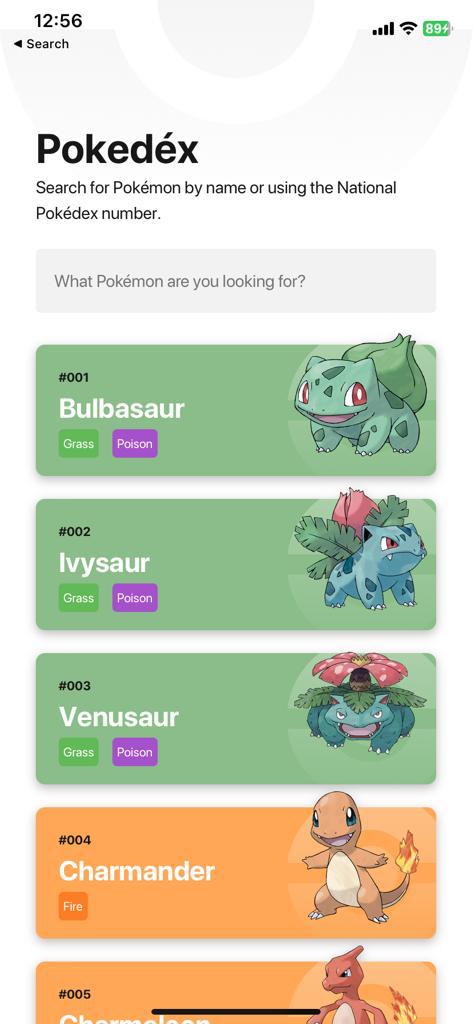 12:56
89
◀ Search
Pokedéx
Search for Pokémon by name or using the National
Pokédex number.
What Pokémon are you looking for?
#001
Bulbasaur
Grass Poison
#002
Ivysaur
Grass Poison
#003
Venusaur
Grass Poison
#004
Charmander
Fire
#005
Charmeleon